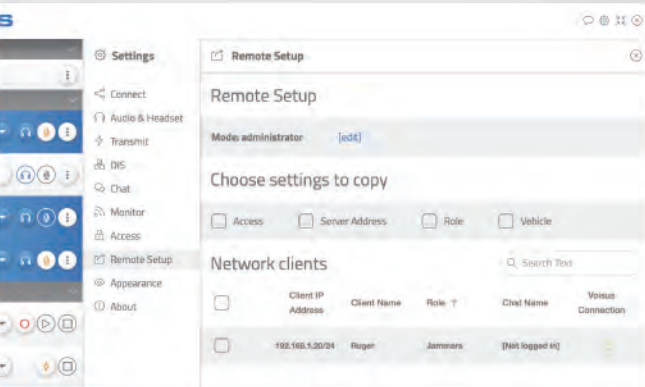 S
Settings
Remote Setup
Connect
Audio & Headset
Transmit
DIS
Chat
Monitor
Access
Remote Setup
Appearance
About
Remote Setup
Mode: administrator [edit]
Choose settings to copy
Access Server Address Role Vehicle
Network clients
Search Text
Client IP Address Client Name Role ↑ Chat Name Voisus Connection
192.168.1.20/24 Ruger Jammers [Not logged in]